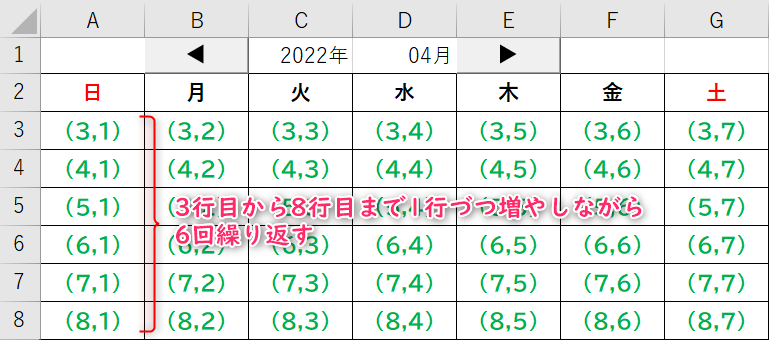 A B C D E F G
1 ◀ 2022年 04月 ▶
2 日 月 火 水 木 金 土
3 (3,1) (3,2) (3,3) (3,4) (3,5) (3,6) (3,7)
4 (4,1) (4,2) (4,3) (4,4) (4,5) (4,6) (4,7)
5 (5,1) (5,7)
3行目から8行目まで1行づつ増やしながら
6回繰り返す
6 (6,1) (6,2) (6,3) (6,4) (6,5) (6,6) (6,7)
7 (7,1) (7,2) (7,3) (7,4) (7,5) (7,6) (7,7)
8 (8,1) (8,2) (8,3) (8,4) (8,5) (8,6) (8,7)